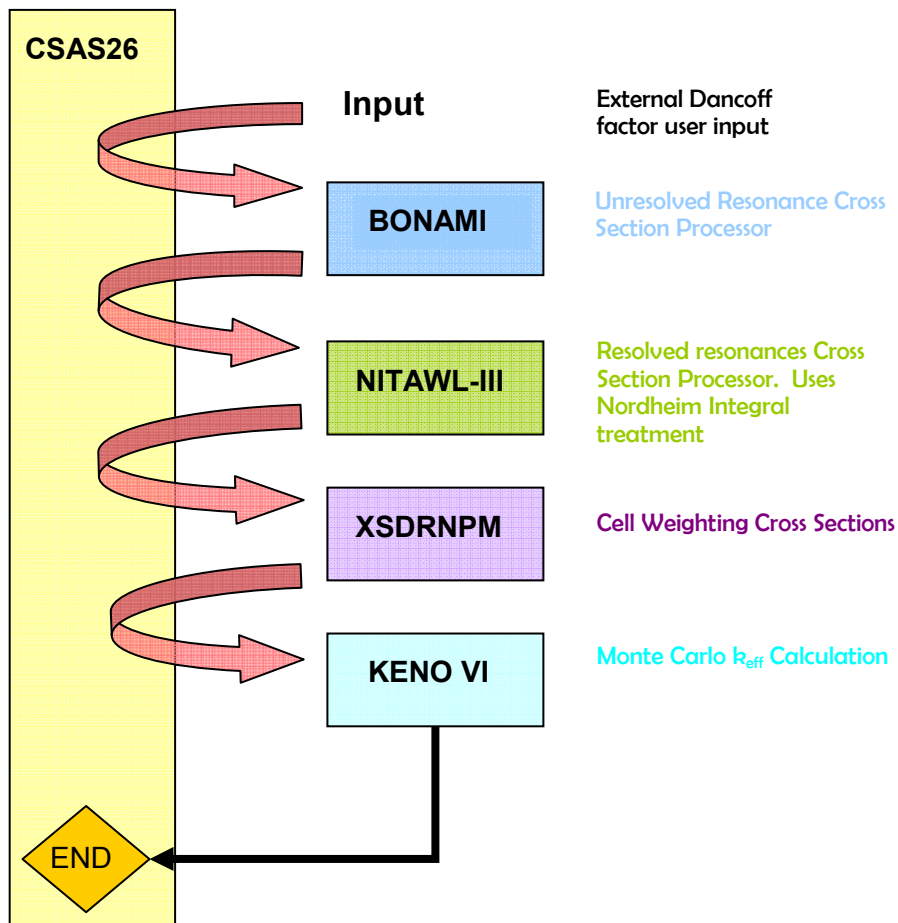 CSAS26
Input
External Dancoff
factor user input
BONAMI
Unresolved Resonance Cross
Section Processor
NITAWL-III
Resolved resonances Cross
Section Processor. Uses
Nordheim Integral
treatment
XSDRNPM
Cell Weighting Cross Sections
KENO VI
Monte Carlo keff Calculation
END